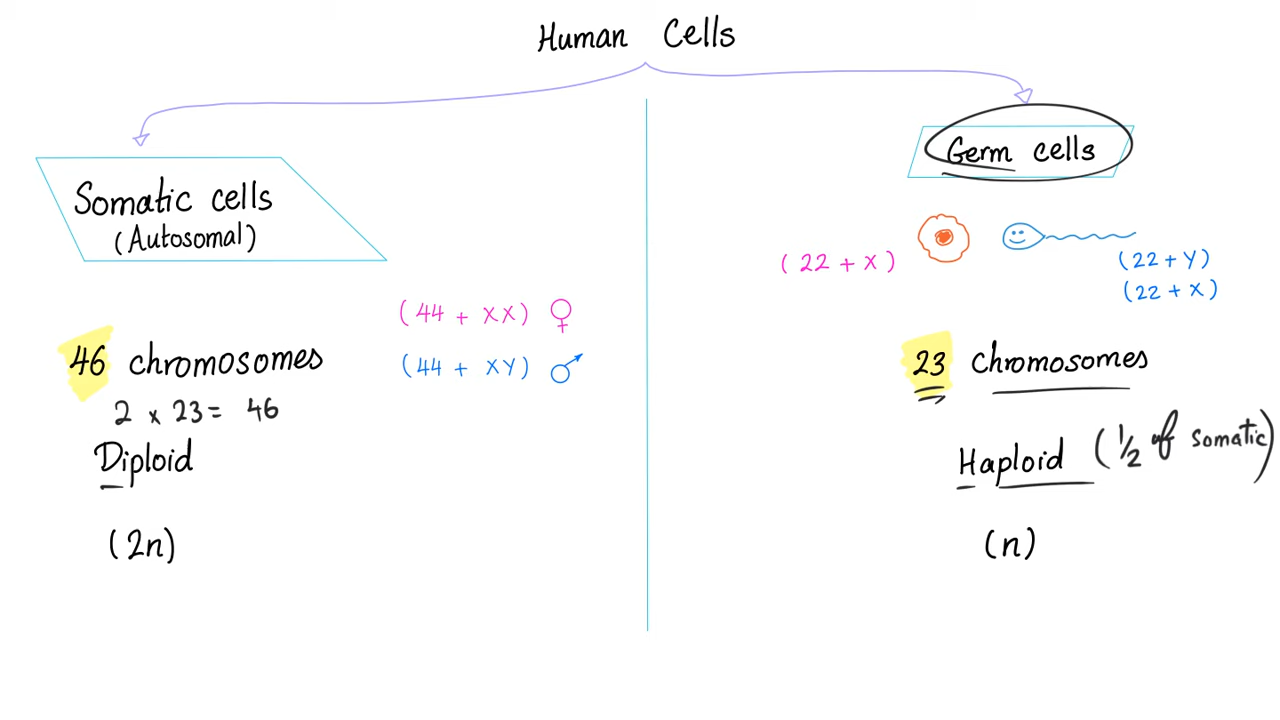 Human Cells
Somatic cells
(Autosomal)
(44 + XX) ♀
(44 + XY) ♂
46 chromosomes
2 x 23 = 46
Diploid
(2n)
Germ cells
(22 + X)
(22 + Y)
(22 + X)
23 Chromosomes
Haploid (1/2 of somatic)
(n)